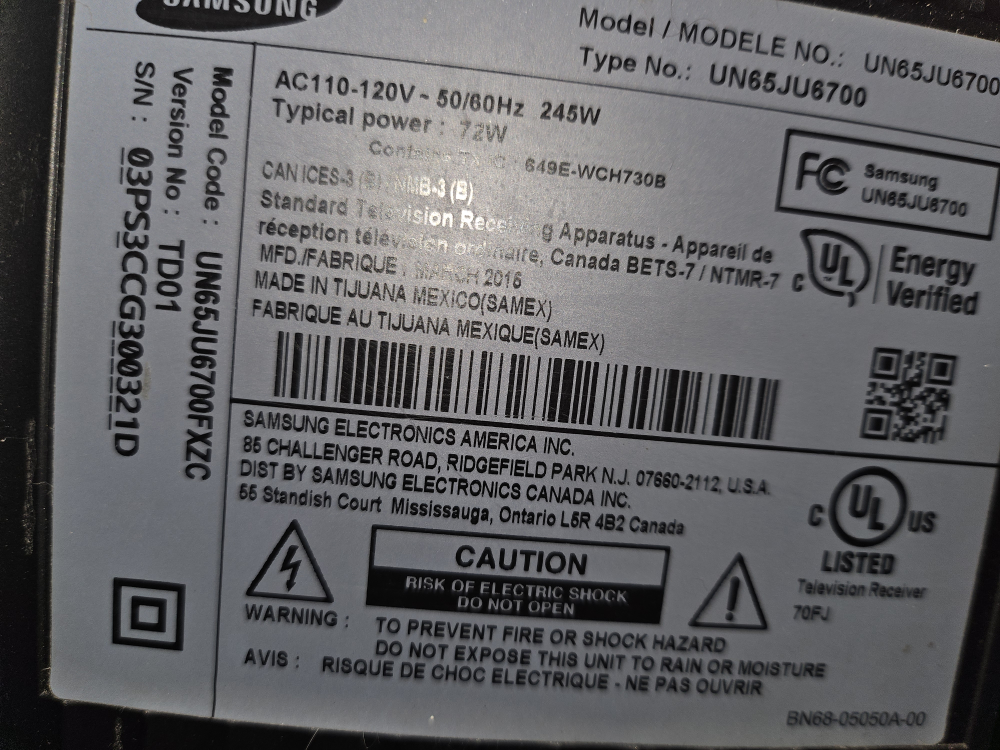 SAMSUNG
Model / MODELE NO.: UN65JU6700
Type No.: UN65JU6700
Model Code : UN65JU6700FXZC
Version No : TD01
S/N : 03PS3CCG300321D
AC110-120V ~ 50/60Hz 245W
Typical power : 72W
649E-WCH730B
CAN ICES-3 (B) / NMB-3 (B)
Standard Television Receiving Apparatus - Appareil de
réception télévision ordinaire, Canada BETS-7 / NTMR-7
MFD./FABRIQUE : MARCH 2015
MADE IN TIJUANA MEXICO(SAMEX)
FABRIQUE AU TIJUANA MEXIQUE(SAMEX)
FC Samsung
UN65JU6700
C UL Energy
Verified
SAMSUNG ELECTRONICS AMERICA INC.
85 CHALLENGER ROAD, RIDGEFIELD PARK N.J. 07660-2112, U.S.A.
DIST BY SAMSUNG ELECTRONICS CANADA INC.
55 Standish Court Mississauga, Ontario L5R 4B2 Canada
C UL US
LISTED
Television Receiver
70FJ
CAUTION
RISK OF ELECTRIC SHOCK
DO NOT OPEN
WARNING : TO PREVENT FIRE OR SHOCK HAZARD
DO NOT EXPOSE THIS UNIT TO RAIN OR MOISTURE
AVIS : RISQUE DE CHOC ELECTRIQUE - NE PAS OUVRIR
BN68-05050A-00